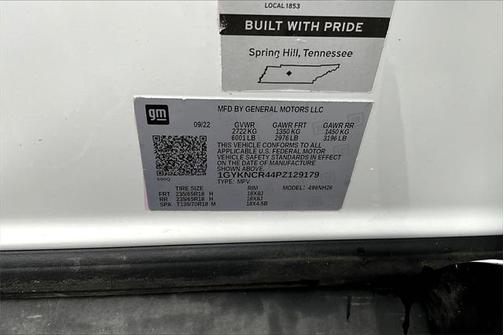 LOCAL 1853
BUILT WITH PRIDE
Spring Hill, Tennessee
gm
MFD BY GENERAL MOTORS LLC
09/22 GVWR GAWR FRT GAWR RR
2722 KG 1350 KG 1450 KG
6001 LB 2976 LB 3196 LB
THIS VEHICLE CONFORMS TO ALL
APPLICABLE U.S. FEDERAL MOTOR
VEHICLE SAFETY STANDARDS IN
EFFECT ON THE DATE OF
MANUFACTURE SHOWN ABOVE.
1GYKNCR44PZ129179
TYPE: MPV
TIRE SIZE RIM MODEL:
FRT 235/65R18 H 18X8J
RR 235/65R18 H 18X8J
SPA T135/70R18 M 18X4.5B